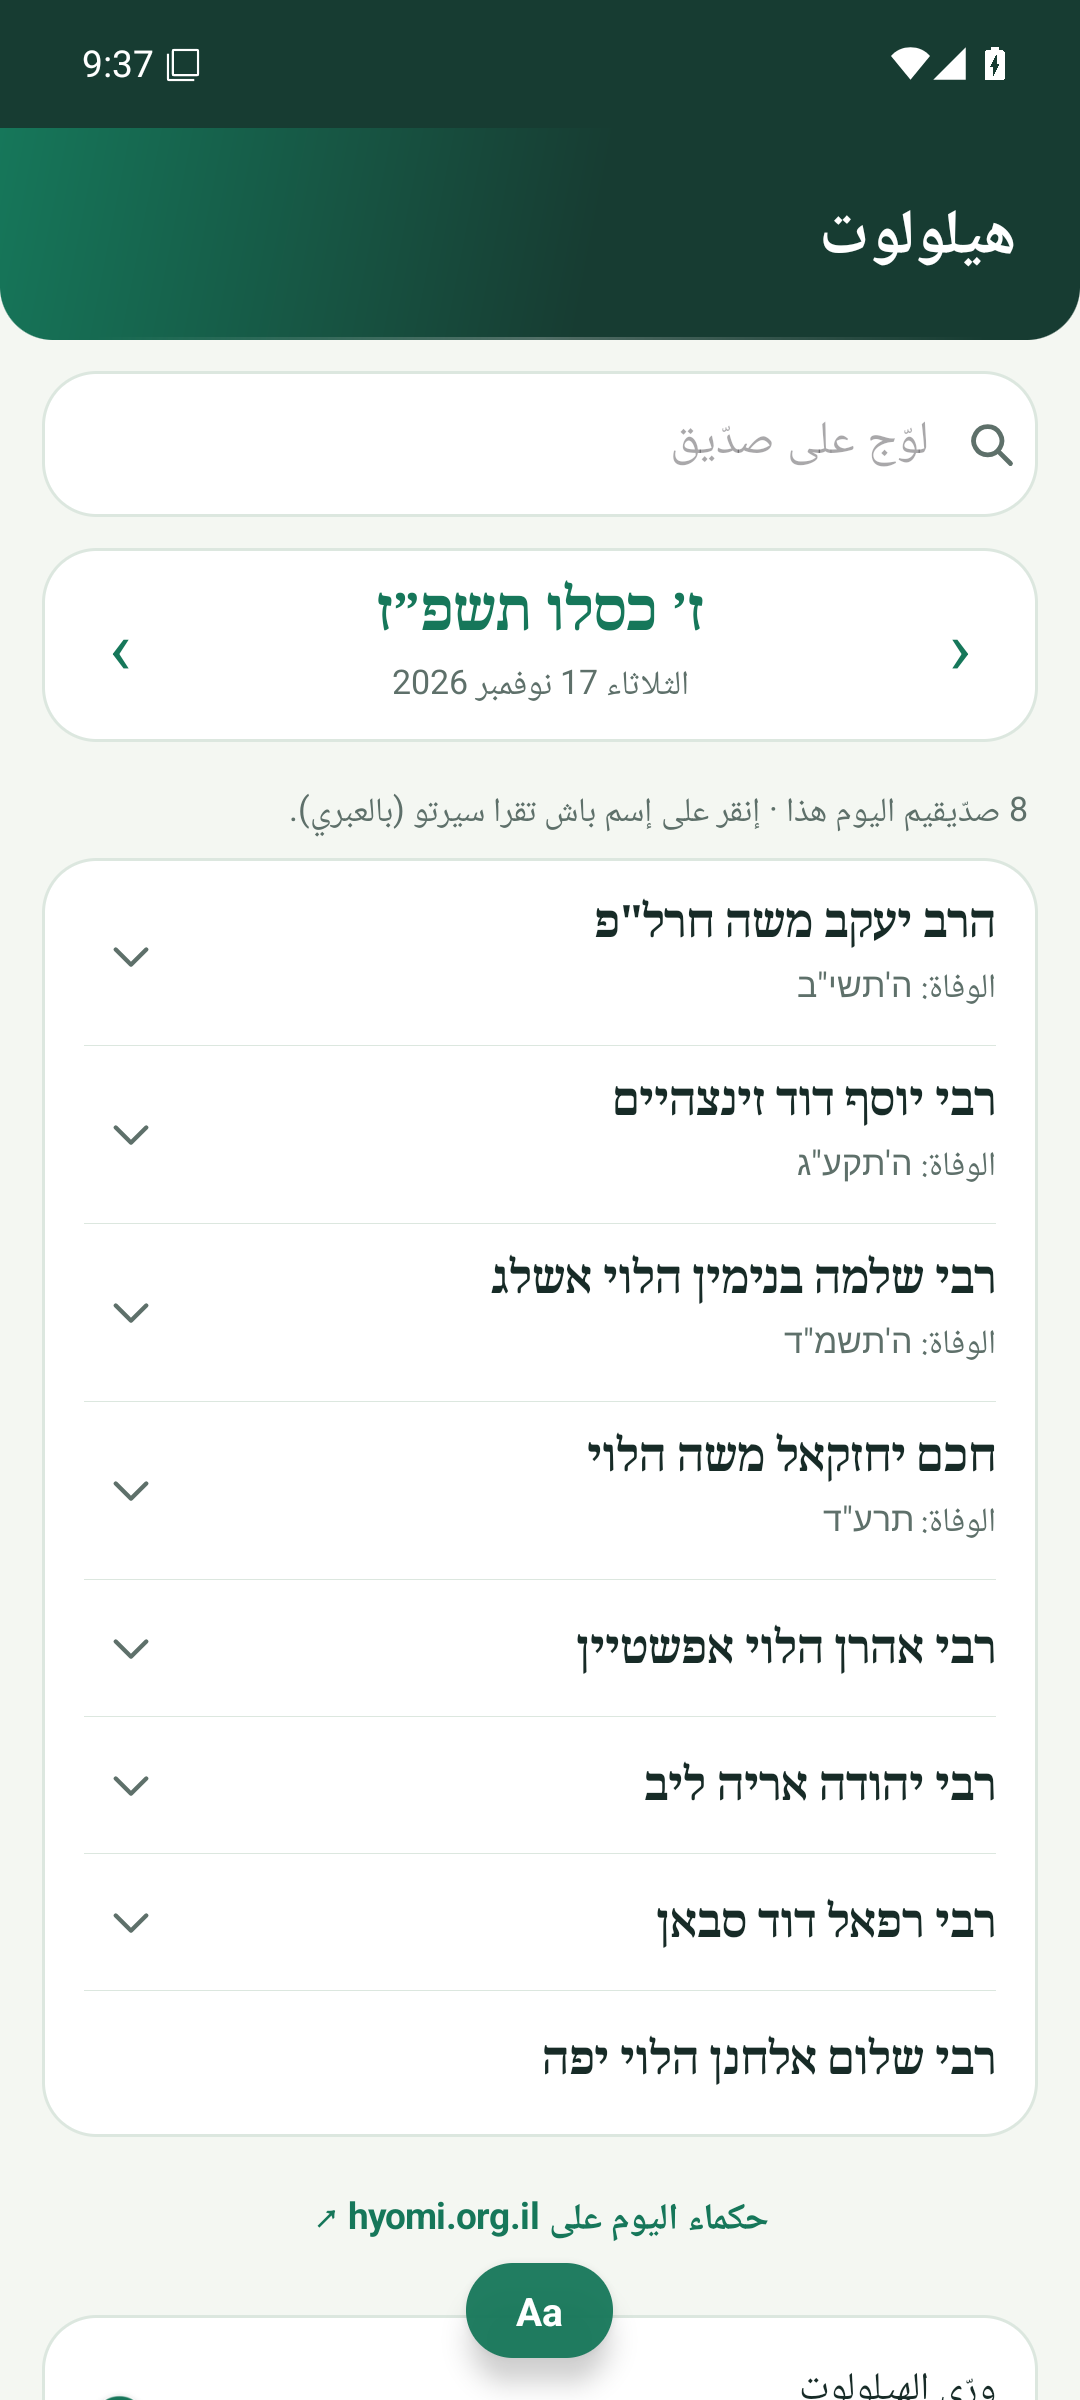 9:37
هيلولوت
لوّج على صدّيق
ז׳ כסלו תשפ״ז
الثلاثاء 17 نوفمبر 2026
8 صدّيقيم اليوم هذا · إنقر على إسم باش تقرا سيرتو (بالعبري).
הרב יעקב משה חרל"פ
الوفاة: ה'תשי"ב
רבי יוסף דוד זינצהיים
الوفاة: ה'תקע"ג
רבי שלמה בנימין הלוי אשלג
الوفاة: ה'תשמ"ד
חכם יחזקאל משה הלוי
الوفاة: תרע"ד
רבי אהרן הלוי אפשטיין
רבי יהודה אריה ליב
רבי רפאל דוד סבאן
רבי שלום אלחנן הלוי יפה
حكماء اليوم على hyomi.org.il ↗
Aa
ورّي الهيلولوت